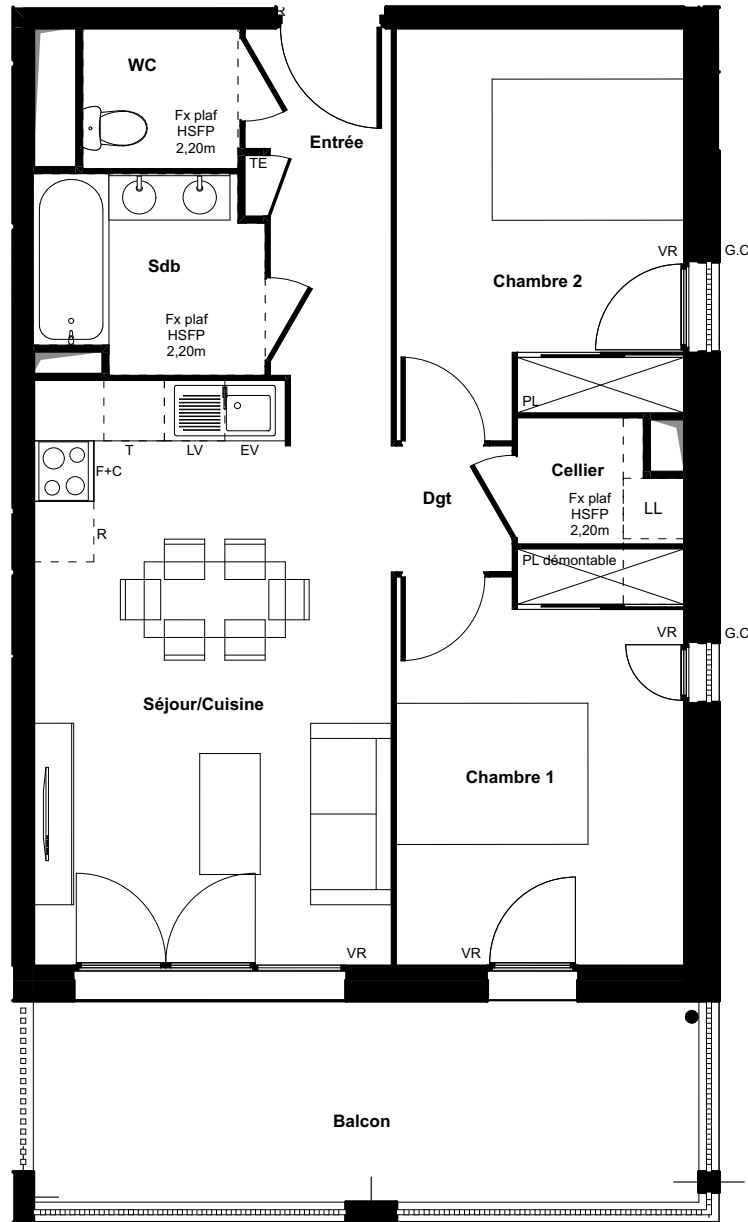 WC
Fx plaf
HSFP
2,20m
Entrée
TE
Sdb
Fx plaf
HSFP
2,20m
VR
G.C
Chambre 2
PL
T
LV
EV
F+C
R
Dgt
Cellier
Fx plaf
HSFP
2,20m
LL
PL démontable
VR
G.C
Séjour/Cuisine
Chambre 1
VR
VR
Balcon